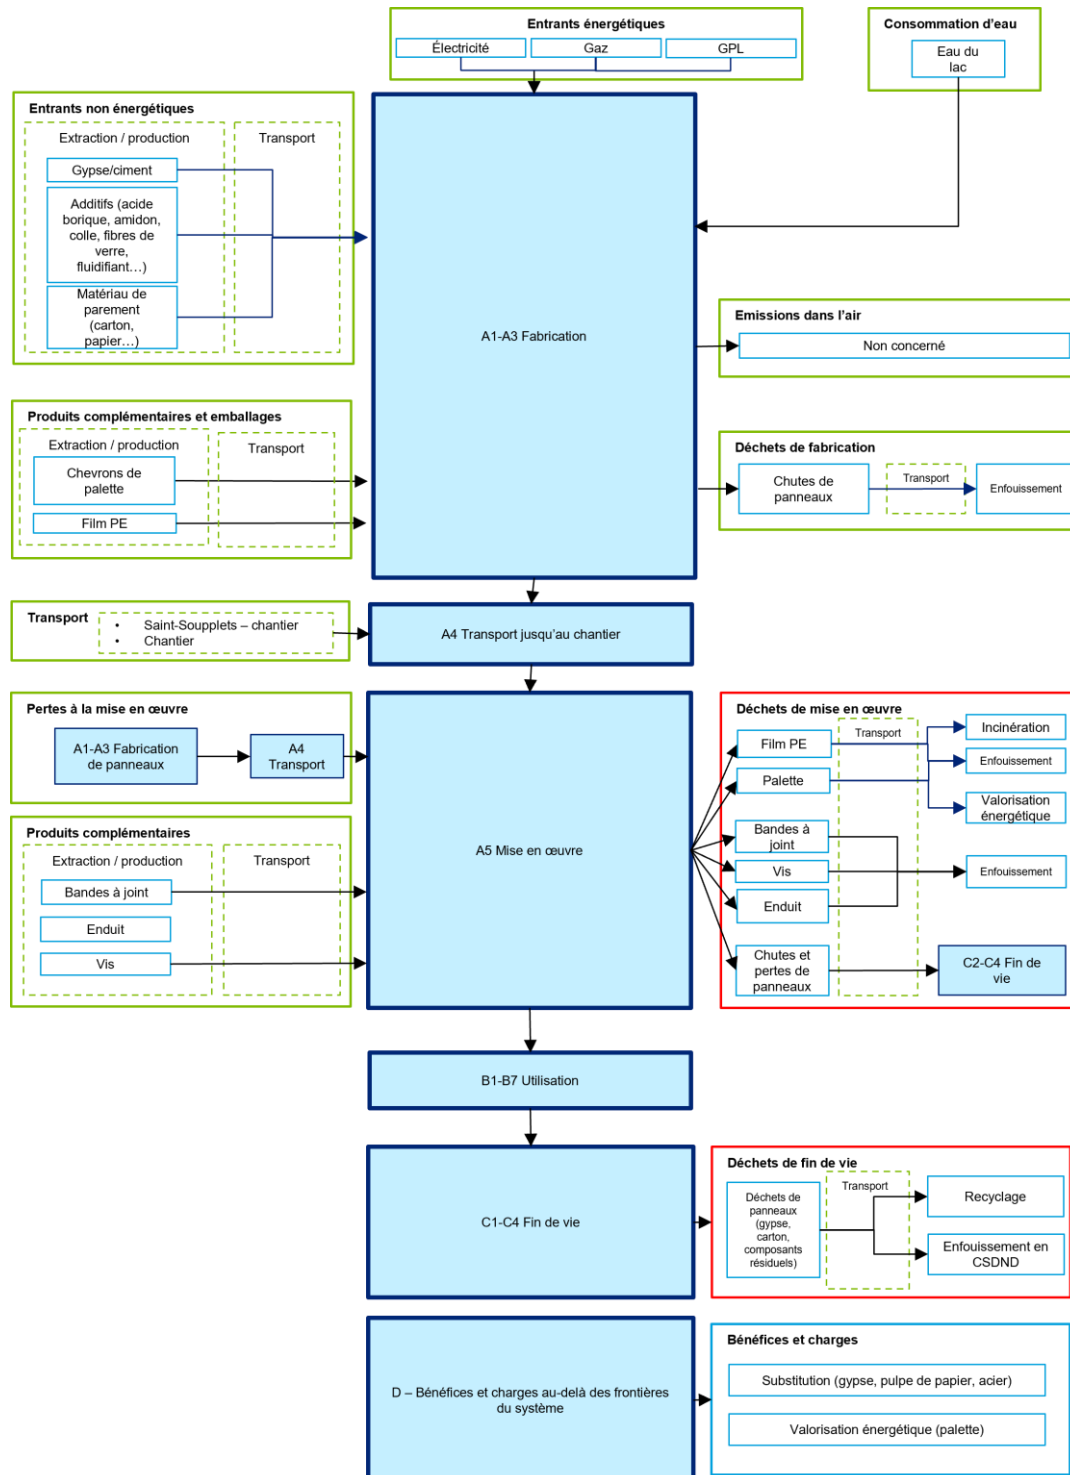 Entrants énergétiques
Électricité
Gaz
GPL
Consommation d'eau
Eau du
lac
Entrants non énergétiques
Extraction / production
Transport
Gypse/ciment
Additifs (acide
borique, amidon,
colle, fibres de
verre,
fluidifiant…)
Matériau de
parement
(carton,
papier…)
A1-A3 Fabrication
Emissions dans l'air
Non concerné
Produits complémentaires et emballages
Extraction / production
Transport
Chevrons de
palette
Film PE
Déchets de fabrication
Chutes de
panneaux
Transport
Enfouissement
Transport
• Saint-Soupplets – chantier
• Chantier
A4 Transport jusqu'au chantier
Pertes à la mise en œuvre
A1-A3 Fabrication
de panneaux
A4
Transport
Produits complémentaires
Extraction / production
Transport
Bandes à joint
Enduit
Vis
A5 Mise en œuvre
Déchets de mise en œuvre
Transport
Film PE
Palette
Bandes à
joint
Vis
Enduit
Chutes et
pertes de
panneaux
Incinération
Enfouissement
Valorisation
énergétique
Enfouissement
C2-C4 Fin de
vie
B1-B7 Utilisation
C1-C4 Fin de vie
Déchets de fin de vie
Déchets de
panneaux
(gypse,
carton,
composants
résiduels)
Transport
Recyclage
Enfouissement en
CSDND
D – Bénéfices et charges au-delà des frontières
du système
Bénéfices et charges
Substitution (gypse, pulpe de papier, acier)
Valorisation énergétique (palette)